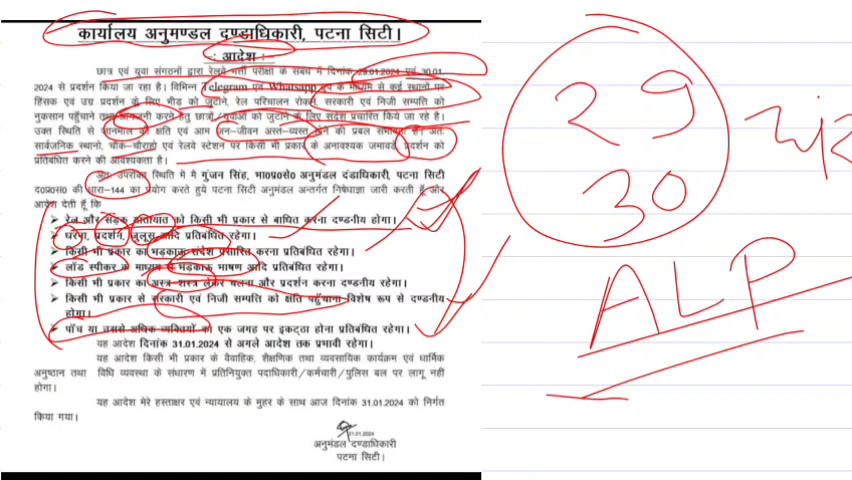 कार्यालय अनुमण्डल दण्डाधिकारी, पटना सिटी।
: आदेश :-
छात्र एवं युवा संगठनों द्वारा रेलवे भर्ती परीक्षा के संबंध में दिनांक 29.01.2024 एवं 30.01.
2024 से प्रदर्शन किया जा रहा है। विभिन्न Telegram एवं Whatsapp ग्रुप के माध्यम से कई स्थानों पर
हिंसक एवं उग्र प्रदर्शन के लिए भीड़ को जुटाने, रेल परिचालन रोकने, सरकारी एवं निजी सम्पति को
नुकसान पहुंचाने तथा करने हेतु छात्रों/युवाओं को जुटाने के लिए संदेश प्रचारित किये जा रहे है।
उक्त स्थिति से जानमाल की क्षति एवं आम जन-जीवन अस्त-व्यस्त होने की प्रबल संभावना है। अतः
सार्वजनिक स्थानों, चौक-चौराहो एवं रेलवे स्टेशन पर किसी भी प्रकार के अनावश्यक जमावड़े, प्रदर्शन को
प्रतिबंधित करने की आवश्यकता है।
अतः उपरोक्त स्थिति में मै गुंजन सिंह, भा०प्र०से० अनुमंडल दंडाधिकारी, पटना सिटी
द०प्र०स० की धारा-144 का प्रयोग करते हुये पटना सिटी अनुमंडल अन्तर्गत निषेधाज्ञा जारी करती हूँ और
आदेश देती हूँ कि
➢ रेल और सड़क यातायात को किसी भी प्रकार से बाधित करना दण्डनीय होगा।
➢ धरना, प्रदर्शन, जुलूस आदि प्रतिबंधित रहेगा।
➢ किसी भी प्रकार का भड़काऊ संदेश प्रसारित करना प्रतिबंधित रहेगा।
➢ लॉड स्पीकर के माध्यम से भड़काऊ भाषण आदि प्रतिबंधित रहेगा।
➢ किसी भी प्रकार का अस्त्र-शस्त्र लेकर चलना और प्रदर्शन करना दण्डनीय रहेगा।
➢ किसी भी प्रकार से सरकारी एवं निजी सम्पति को क्षति पहुँचाना विशेष रूप से दण्डनीय
होगा।
➢ पाँच या उससे अधिक व्यक्तियों को एक जगह पर इकट्ठा होना प्रतिबंधित रहेगा।
यह आदेश दिनांक 31.01.2024 से अगले आदेश तक प्रभावी रहेगा।
यह आदेश किसी भी प्रकार के वैवाहिक, शैक्षणिक तथा व्यवसायिक कार्यक्रम एवं धार्मिक
अनुष्ठान तथा विधि व्यवस्था के संधारण में प्रतिनियुक्त पदाधिकारी/कर्मचारी/पुलिस बल पर लागू नहीं
होगा।
यह आदेश मेरे हस्ताक्षर एवं न्यायालय के मुहर के साथ आज दिनांक 31.01.2024 को निर्गत
किया गया।
31.01.2024
अनुमंडल दण्डाधिकारी
पटना सिटी।
29
30
ALP